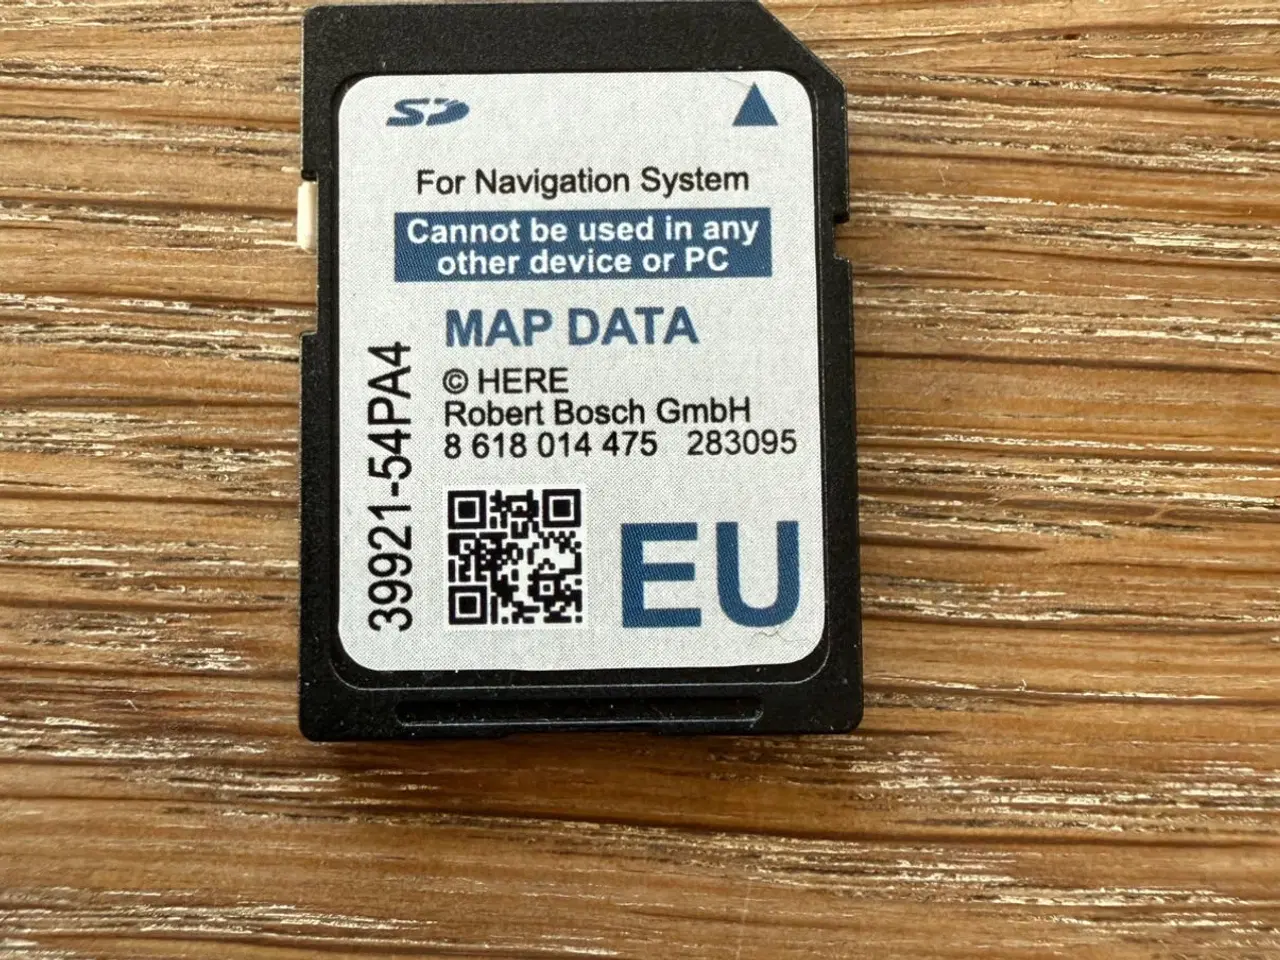 SD
For Navigation System
Cannot be used in any
other device or PC
MAP DATA
© HERE
Robert Bosch GmbH
8 618 014 475 283095
39921-54PA4
EU